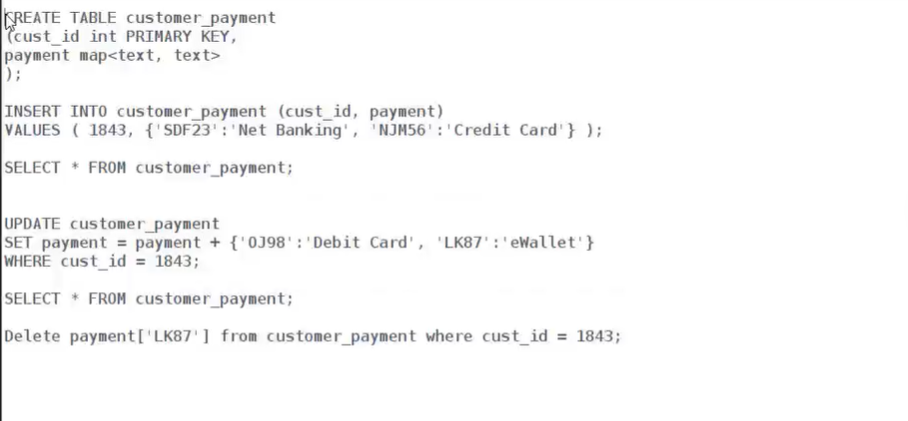 CREATE TABLE customer_payment
(cust_id int PRIMARY KEY,
payment map<text, text>
);
INSERT INTO customer_payment (cust_id, payment)
VALUES ( 1843, {'SDF23':'Net Banking', 'NJM56':'Credit Card'} );
SELECT * FROM customer_payment;
UPDATE customer_payment
SET payment = payment + {'OJ98':'Debit Card', 'LK87':'eWallet'}
WHERE cust_id = 1843;
SELECT * FROM customer_payment;
Delete payment['LK87'] from customer_payment where cust_id = 1843;